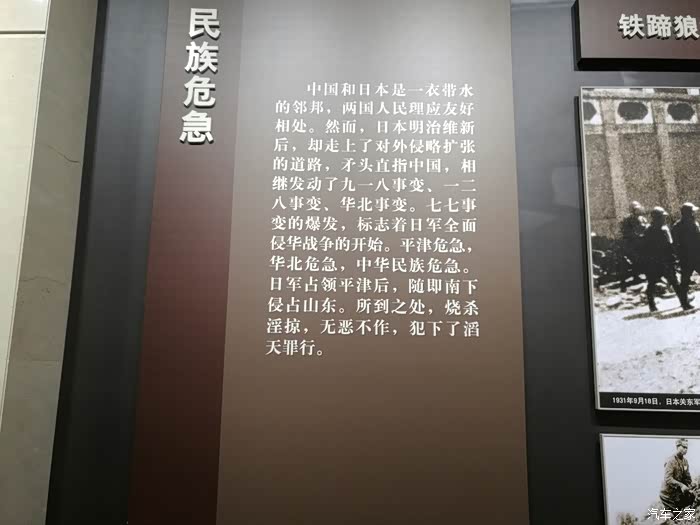 民族危急
中国和日本是一衣带水
的邻邦，两国人民理应友好
相处。然而，日本明治维新
后，却走上了对外侵略扩张
的道路，矛头直指中国，相
继发动了九一八事变、一二
八事变、华北事变。七七事
变的爆发，标志着日军全面
侵华战争的开始。平津危急，
华北危急，中华民族危急。
日军占领平津后，随即南下
侵占山东。所到之处，烧杀
淫掠，无恶不作，犯下了滔
天罪行。
铁蹄狼
1931年9月18日，日本关东军
汽车之家